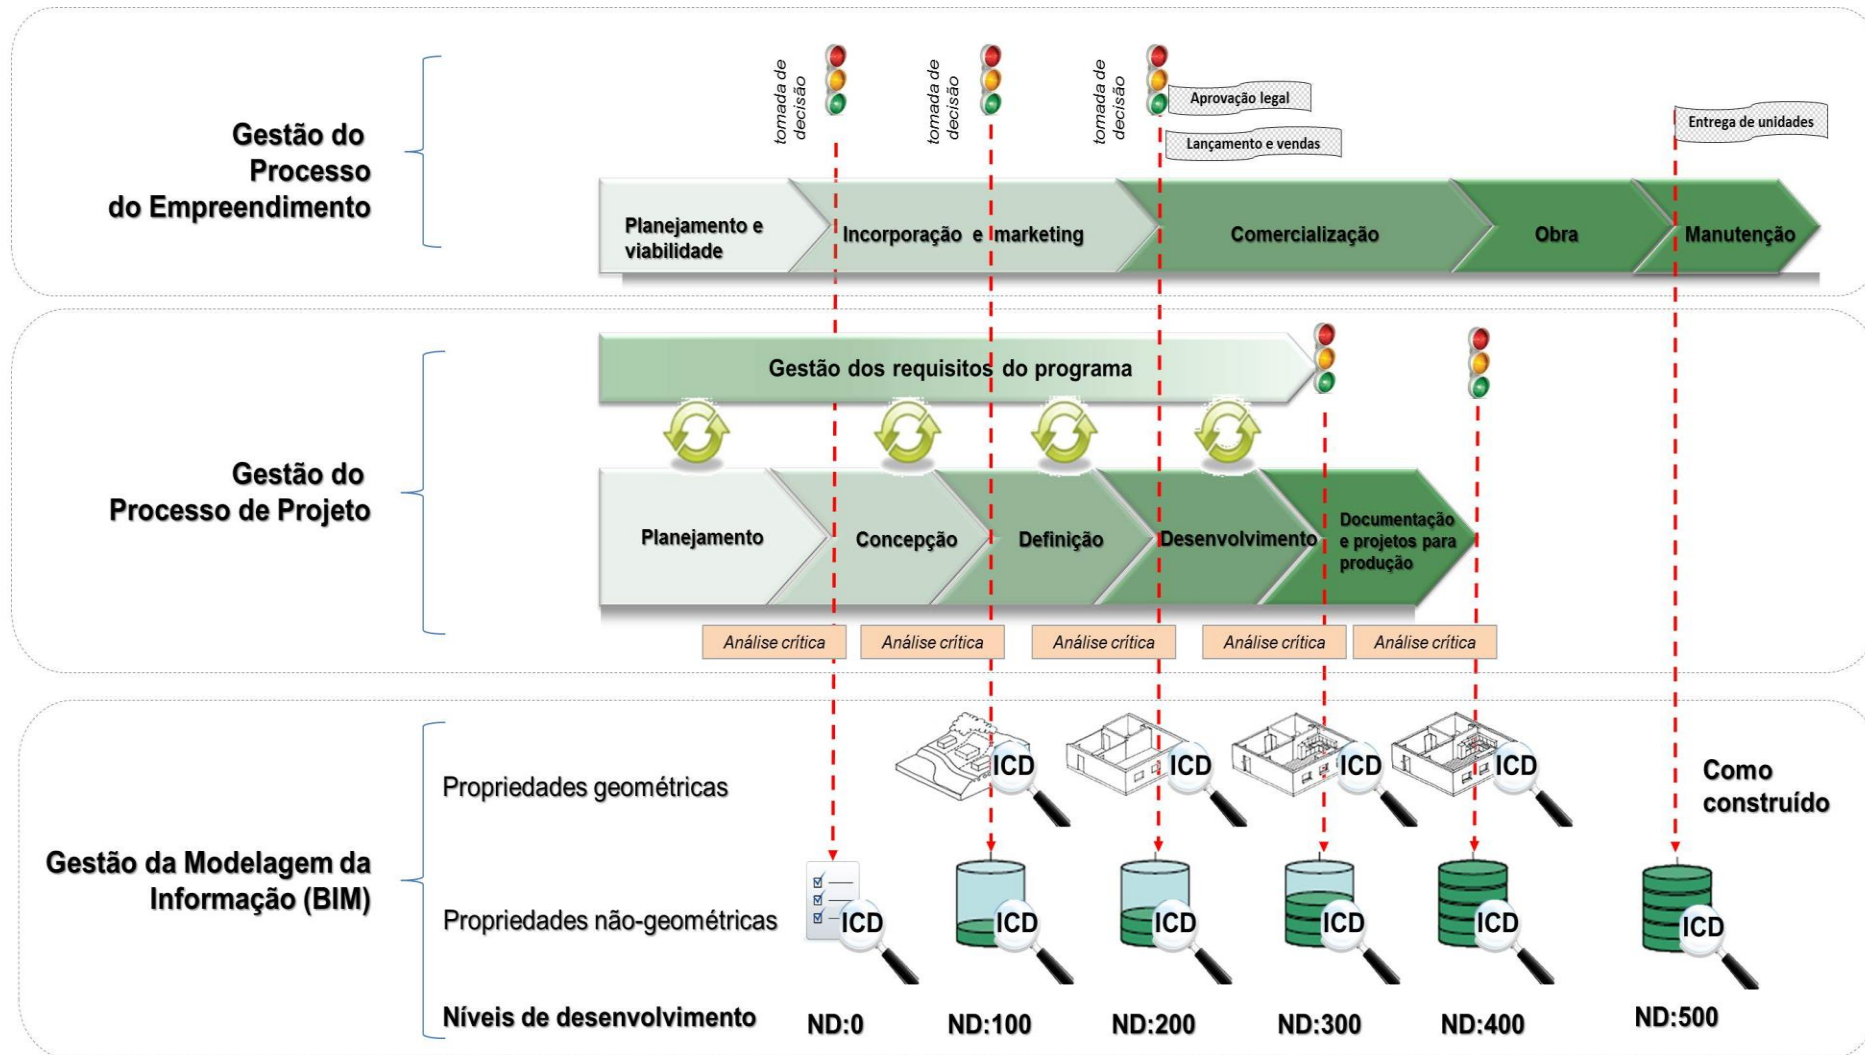 tomada de
decisão
tomada de
decisão
tomada de
decisão
Aprovação legal
Lançamento e vendas
Entrega de unidades
Gestão do
Processo
do Empreendimento
Planejamento e
viabilidade
Incorporação e marketing
Comercialização
Obra
Manutenção
Gestão dos requisitos do programa
Gestão do
Processo de Projeto
Planejamento
Concepção
Definição
Desenvolvimento
Documentação
e projetos para
produção
Análise crítica
Análise crítica
Análise crítica
Análise crítica
Análise crítica
Gestão da Modelagem da
Informação (BIM)
Propriedades geométricas
ICD
ICD
ICD
ICD
Como
construído
Propriedades não-geométricas
ICD
ICD
ICD
ICD
ICD
ICD
Níveis de desenvolvimento
ND:0
ND:100
ND:200
ND:300
ND:400
ND:500